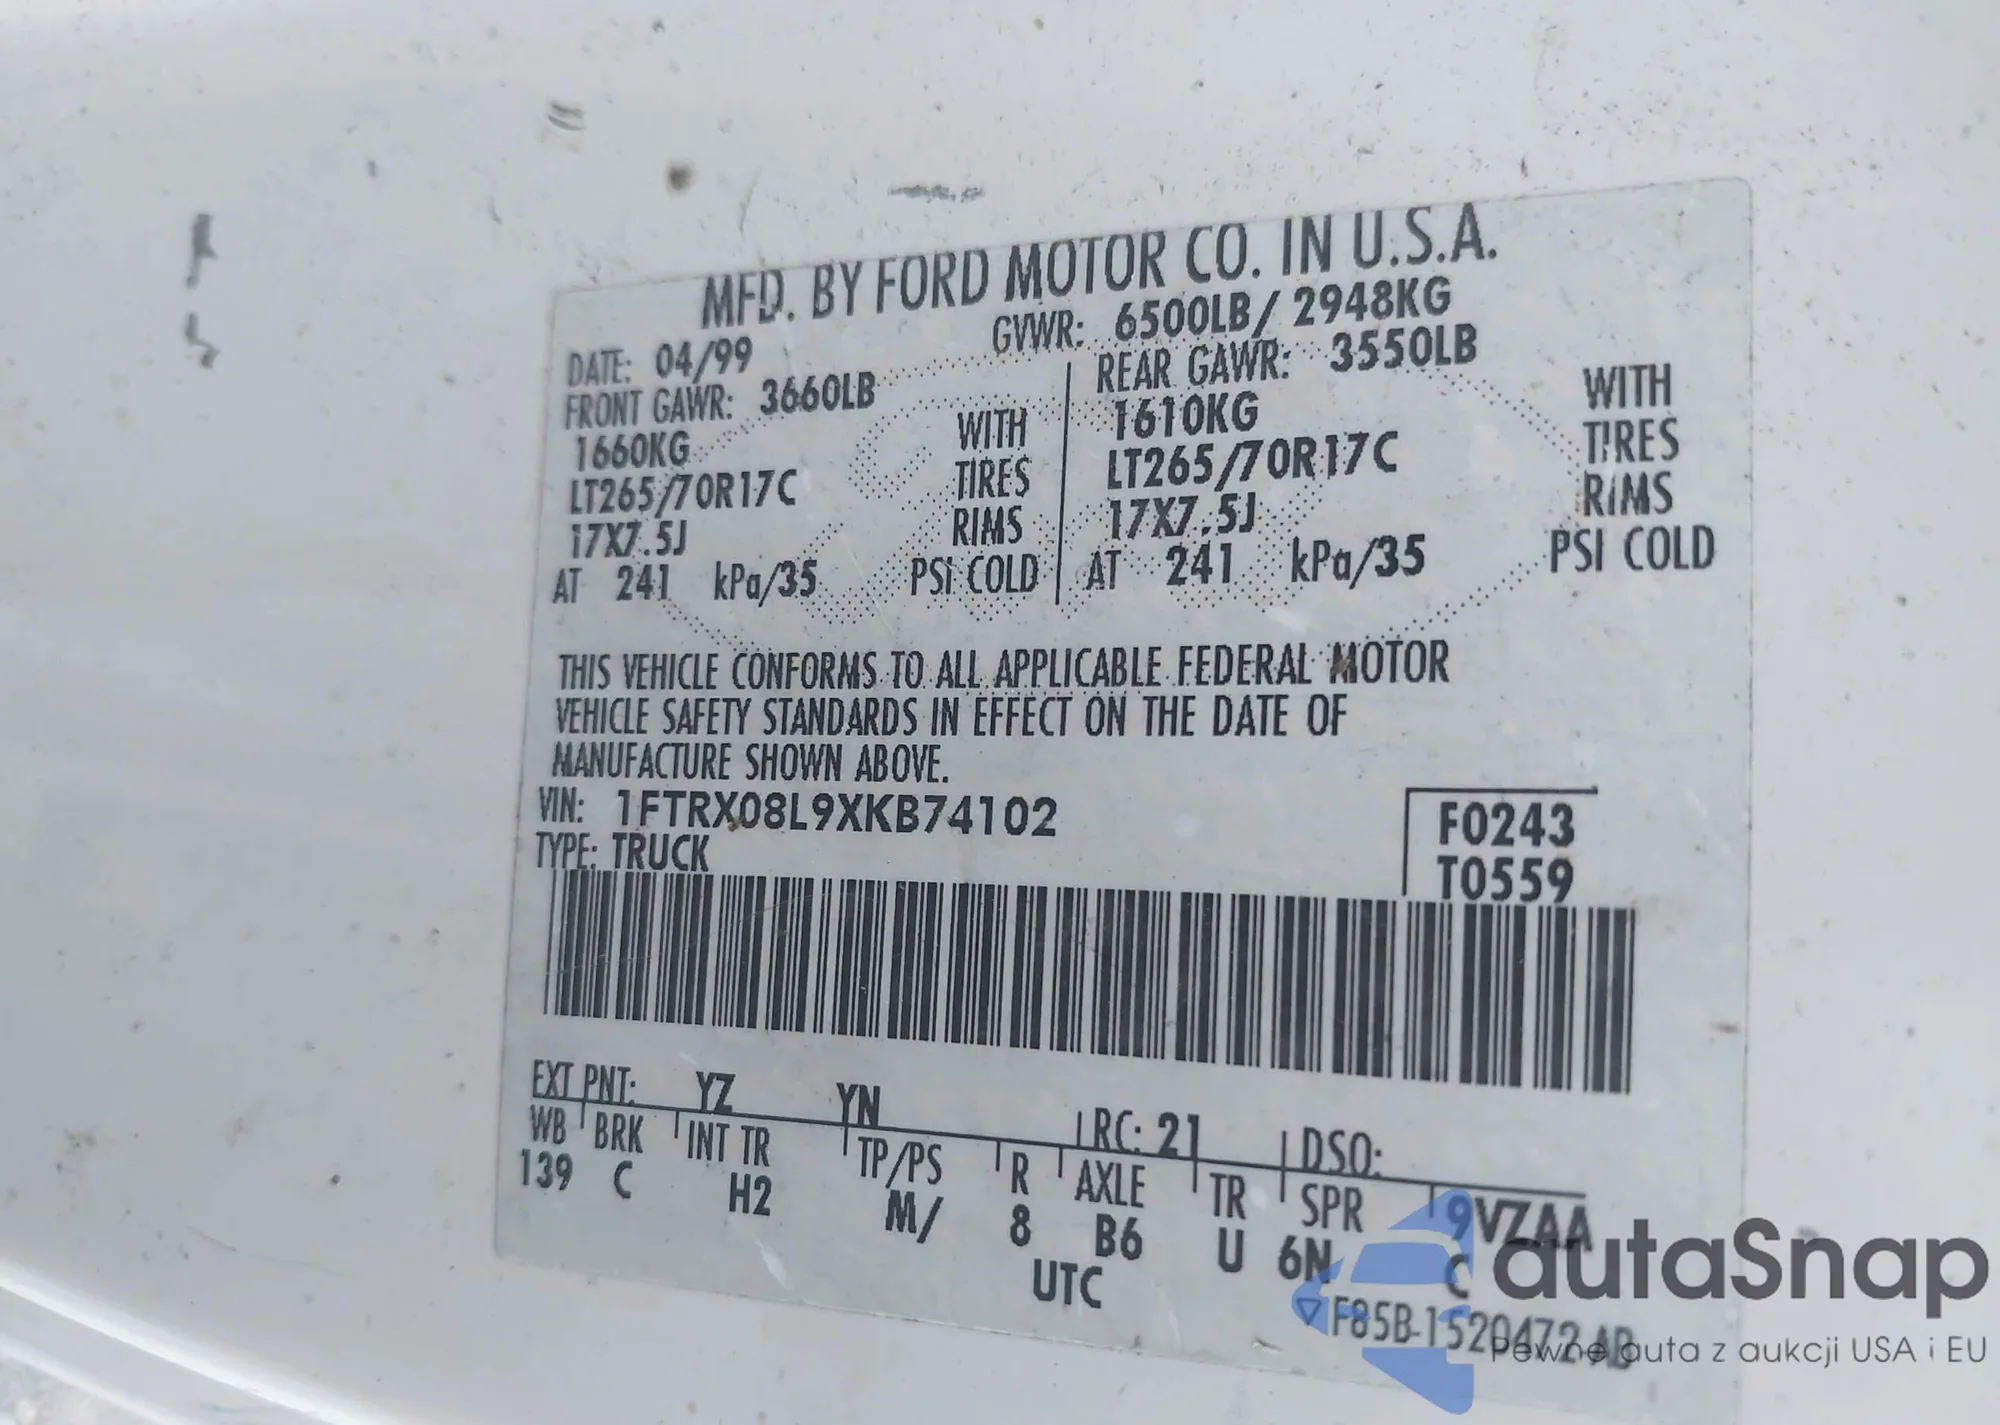 MFD. BY FORD MOTOR CO. IN U.S.A.
DATE: 04/99 GVWR: 6500LB/ 2948KG
FRONT GAWR: 3660LB REAR GAWR: 3550LB
1660KG WITH 1610KG WITH
LT265/70R17C TIRES LT265/70R17C TIRES
17X7.5J RIMS 17X7.5J RIMS
AT 241 kPa/35 PSI COLD AT 241 kPa/35 PSI COLD
THIS VEHICLE CONFORMS TO ALL APPLICABLE FEDERAL MOTOR
VEHICLE SAFETY STANDARDS IN EFFECT ON THE DATE OF
MANUFACTURE SHOWN ABOVE.
VIN: 1FTRX08L9XKB74102 F0243
TYPE: TRUCK T0559
EXT PNT: YZ YN RC: 21 DSO:
WB BRK INT TR TP/PS R AXLE TR SPR 9VZAA
139 C H2 M/ 8 B6 U 6N C
UTC
▽F85B-1520472-AB
autaSnap
Pewne auta z aukcji USA i EU